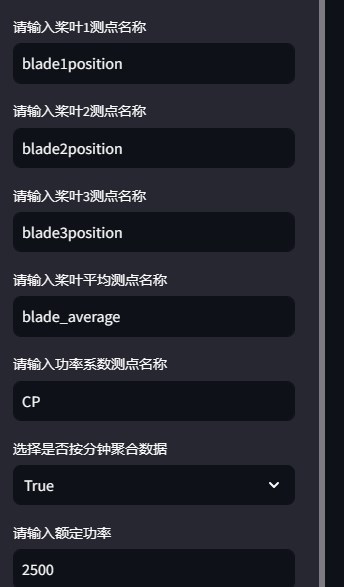 请输入桨叶1测点名称
blade1position
请输入桨叶2测点名称
blade2position
请输入桨叶3测点名称
blade3position
请输入桨叶平均测点名称
blade_average
请输入功率系数测点名称
CP
选择是否按分钟聚合数据
True
请输入额定功率
2500